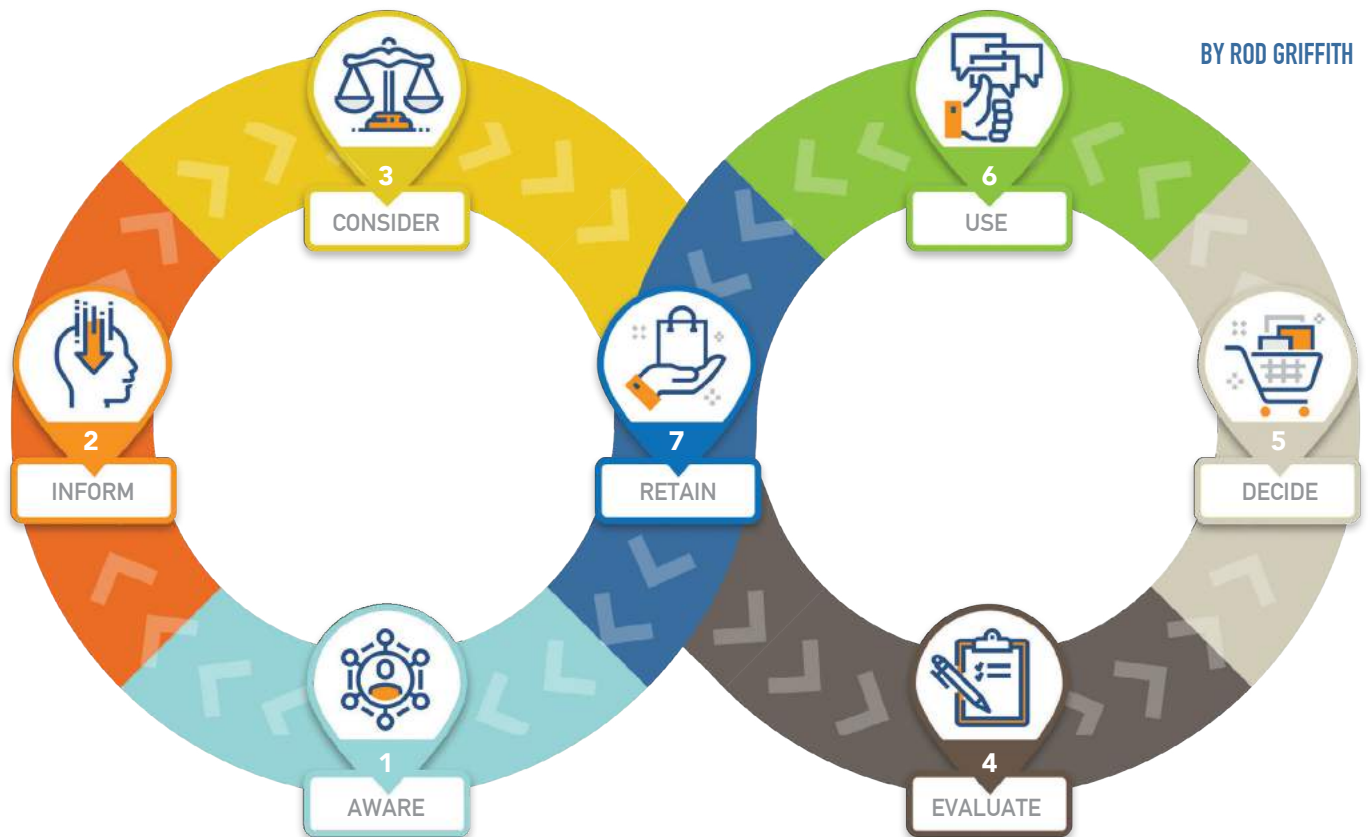 BY ROD GRIFFITH
3
CONSIDER
6
USE
2
INFORM
7
RETAIN
5
DECIDE
1
AWARE
4
EVALUATE